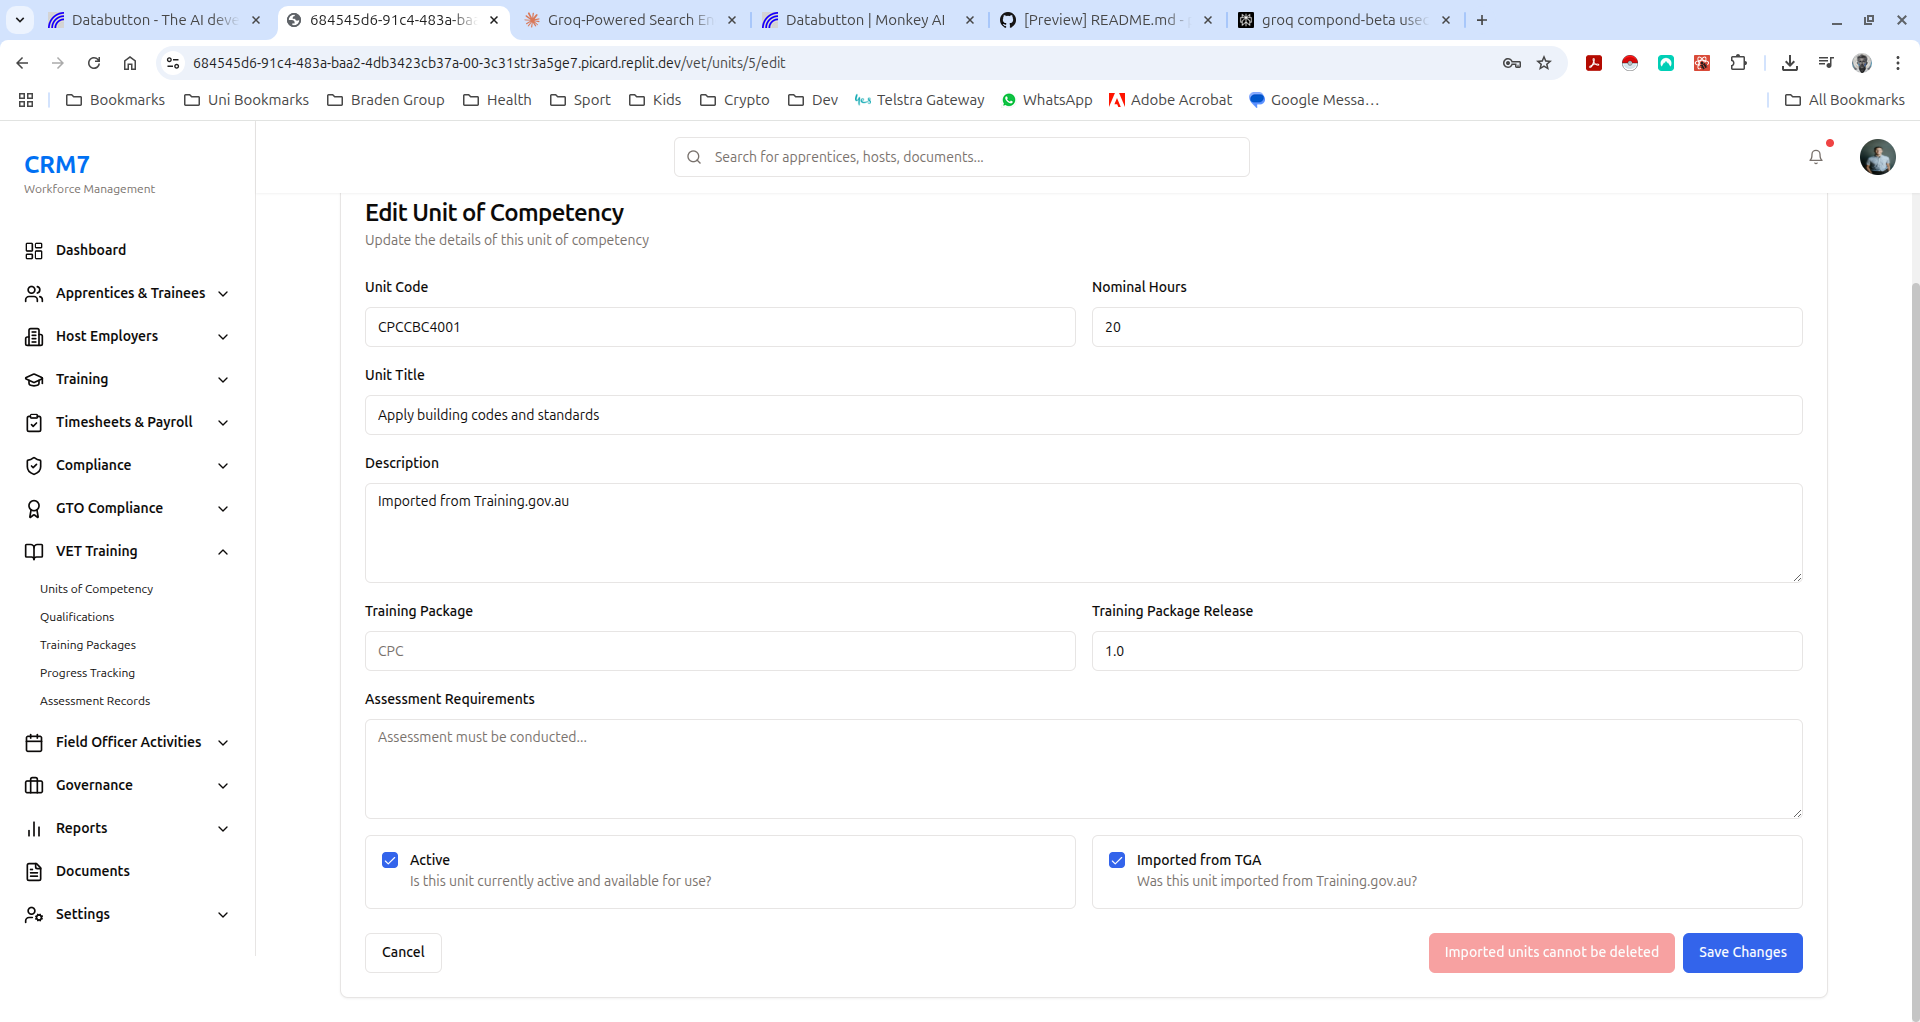 Databutton - The AI deve
684545d6-91c4-483a-baa
Groq-Powered Search En
Databutton | Monkey AI
[Preview] README.md -
groq compond-beta used
684545d6-91c4-483a-baa2-4db3423cb37a-00-3c31str3a5ge7.picard.replit.dev/vet/units/5/edit
Bookmarks
Uni Bookmarks
Braden Group
Health
Sport
Kids
Crypto
Dev
Telstra Gateway
WhatsApp
Adobe Acrobat
Google Messa...
All Bookmarks
CRM7
Workforce Management
Search for apprentices, hosts, documents...
Dashboard
Apprentices & Trainees
Host Employers
Training
Timesheets & Payroll
Compliance
GTO Compliance
VET Training
Units of Competency
Qualifications
Training Packages
Progress Tracking
Assessment Records
Field Officer Activities
Governance
Reports
Documents
Settings
Edit Unit of Competency
Update the details of this unit of competency
Unit Code
CPCCBC4001
Nominal Hours
20
Unit Title
Apply building codes and standards
Description
Imported from Training.gov.au
Training Package
CPC
Training Package Release
1.0
Assessment Requirements
Assessment must be conducted...
Active
Is this unit currently active and available for use?
Imported from TGA
Was this unit imported from Training.gov.au?
Cancel
Imported units cannot be deleted
Save Changes